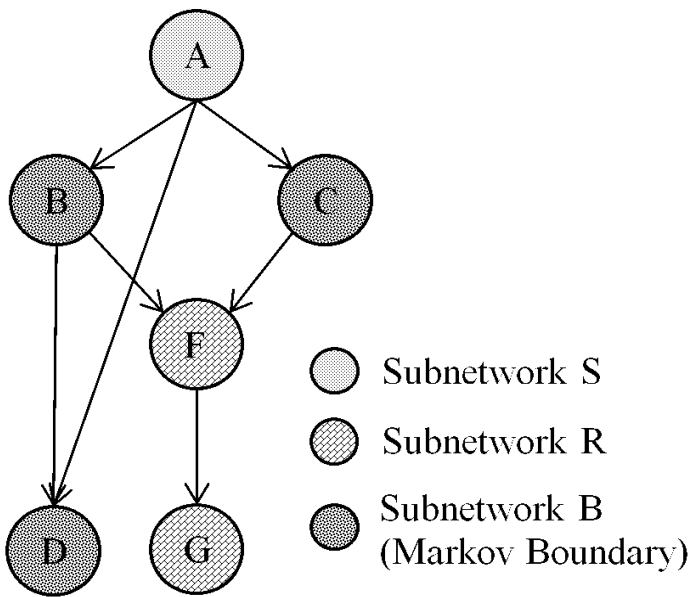 A
B
C
F
Subnetwork S
Subnetwork R
Subnetwork B
(Markov Boundary)
D
G